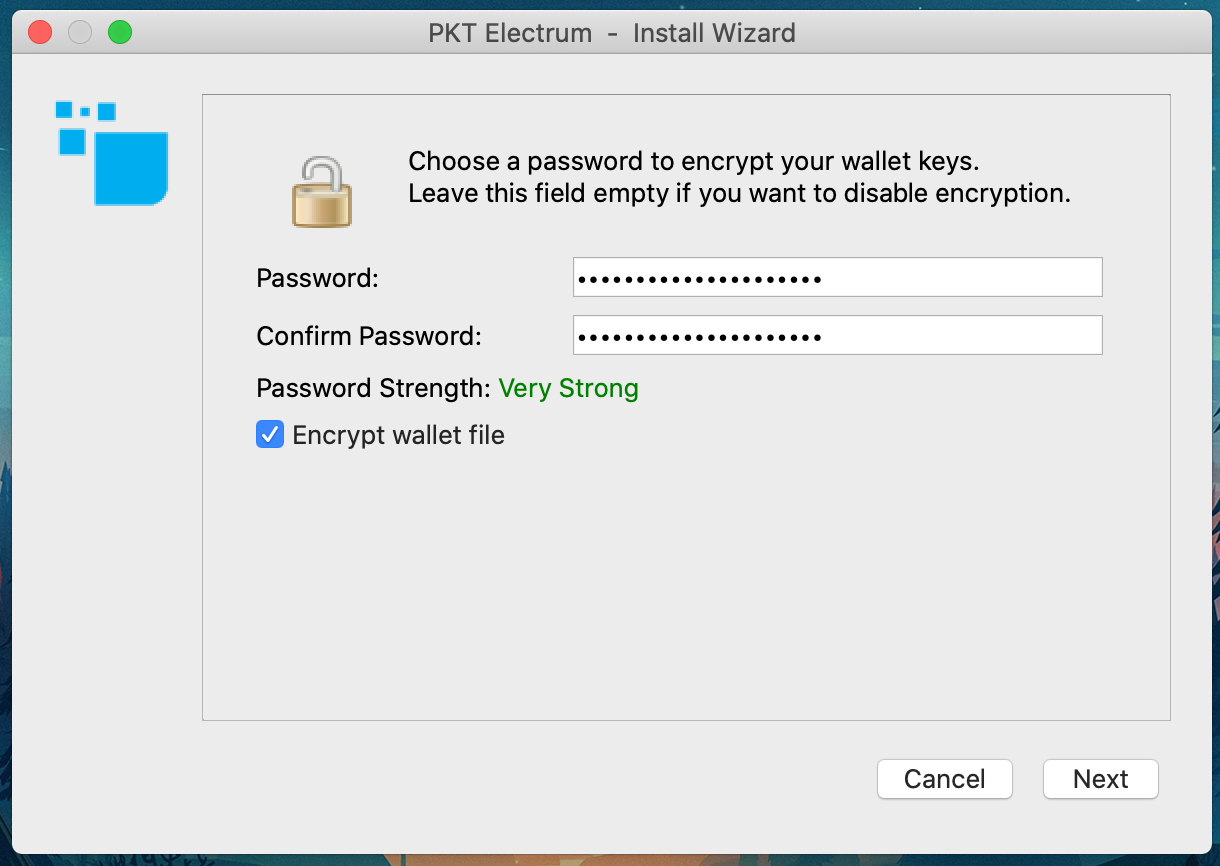 PKT Electrum  -  Install Wizard
Choose a password to encrypt your wallet keys.
Leave this field empty if you want to disable encryption.
Password:
•••••••••••••••••••••
Confirm Password:
•••••••••••••••••••••
Password Strength: Very Strong
Encrypt wallet file
Cancel
Next